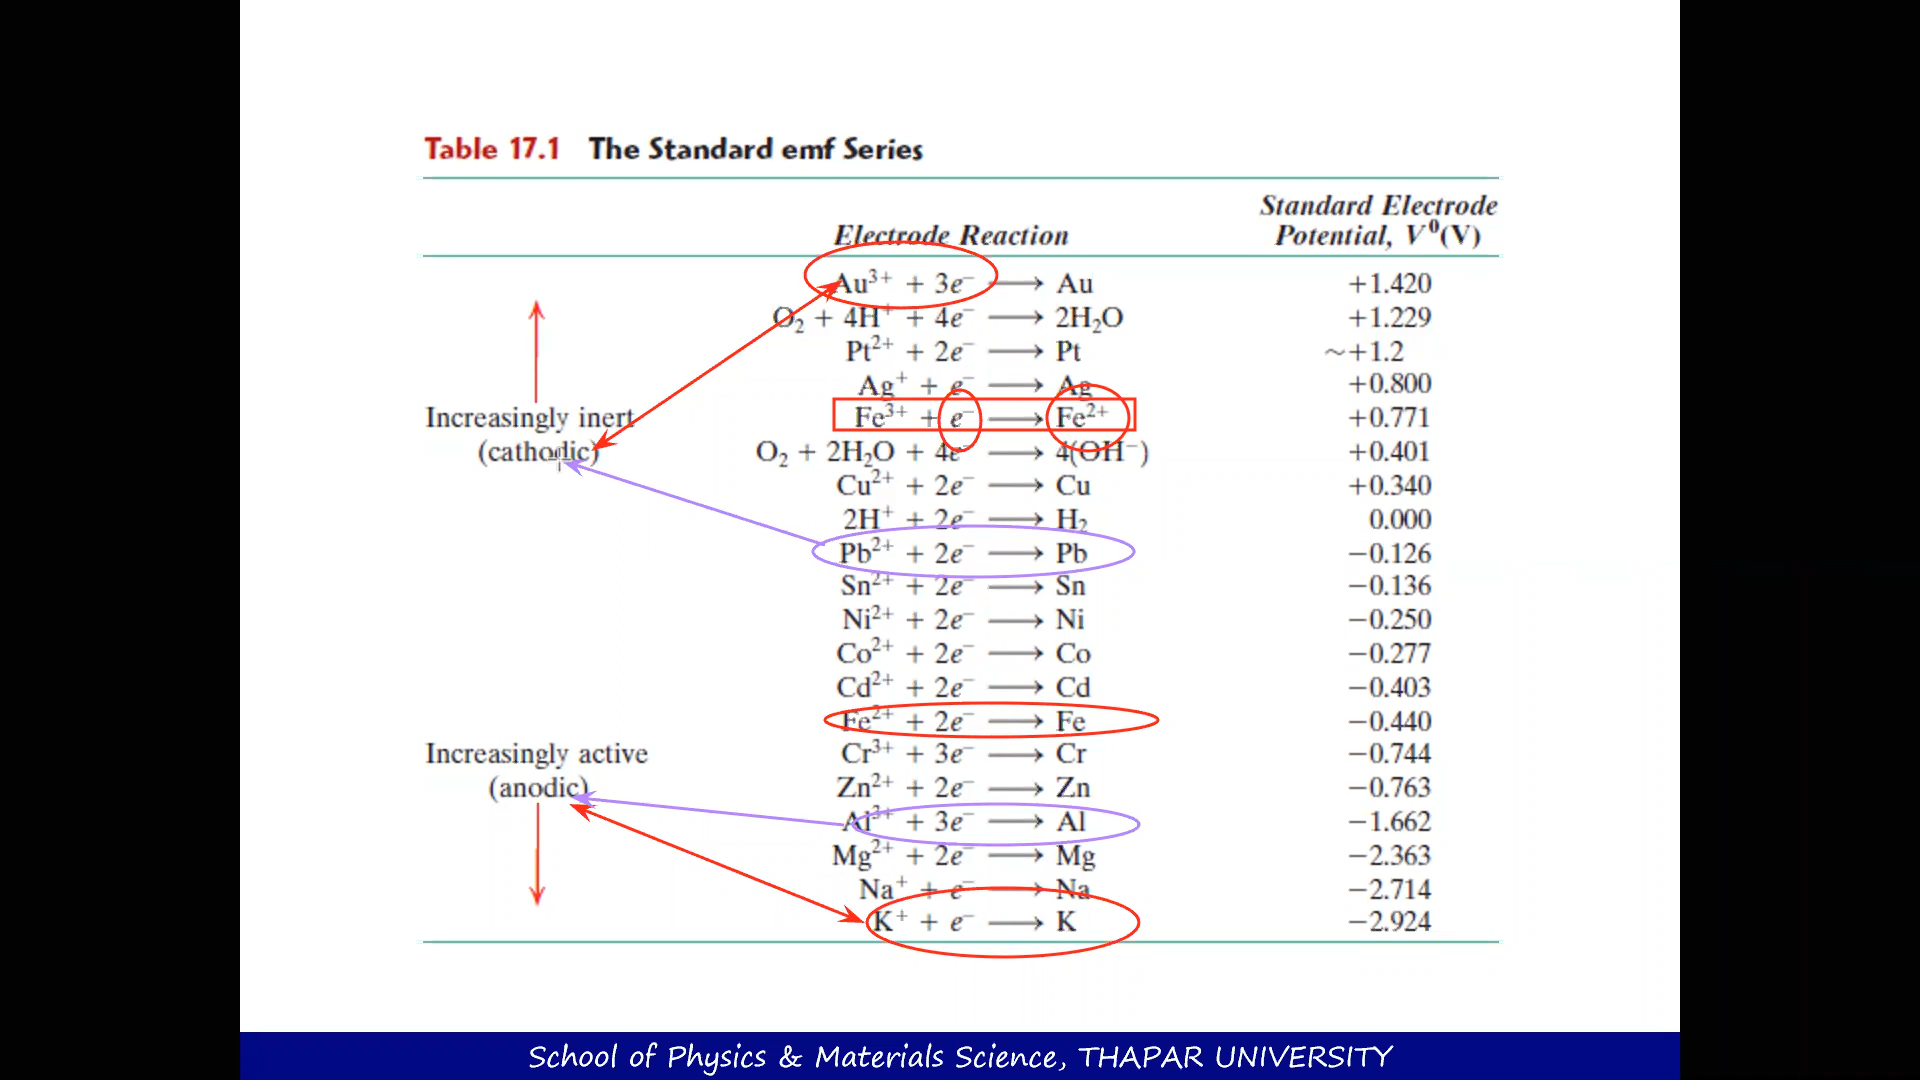 Table 17.1 The Standard emf Series
Standard Electrode
Electrode Reaction Potential, V⁰(V)
Au³⁺ + 3e⁻ ⟶ Au +1.420
O₂ + 4H⁺ + 4e⁻ ⟶ 2H₂O +1.229
Pt²⁺ + 2e⁻ ⟶ Pt ~+1.2
Ag⁺ + e⁻ ⟶ Ag +0.800
Increasingly inert Fe³⁺ + e⁻ ⟶ Fe²⁺ +0.771
(cathodic) O₂ + 2H₂O + 4e⁻ ⟶ 4(OH⁻) +0.401
Cu²⁺ + 2e⁻ ⟶ Cu +0.340
2H⁺ + 2e⁻ ⟶ H₂ 0.000
Pb²⁺ + 2e⁻ ⟶ Pb −0.126
Sn²⁺ + 2e⁻ ⟶ Sn −0.136
Ni²⁺ + 2e⁻ ⟶ Ni −0.250
Co²⁺ + 2e⁻ ⟶ Co −0.277
Cd²⁺ + 2e⁻ ⟶ Cd −0.403
Fe²⁺ + 2e⁻ ⟶ Fe −0.440
Increasingly active Cr³⁺ + 3e⁻ ⟶ Cr −0.744
(anodic) Zn²⁺ + 2e⁻ ⟶ Zn −0.763
Al³⁺ + 3e⁻ ⟶ Al −1.662
Mg²⁺ + 2e⁻ ⟶ Mg −2.363
Na⁺ + e⁻ ⟶ Na −2.714
K⁺ + e⁻ ⟶ K −2.924
School of Physics & Materials Science, THAPAR UNIVERSITY